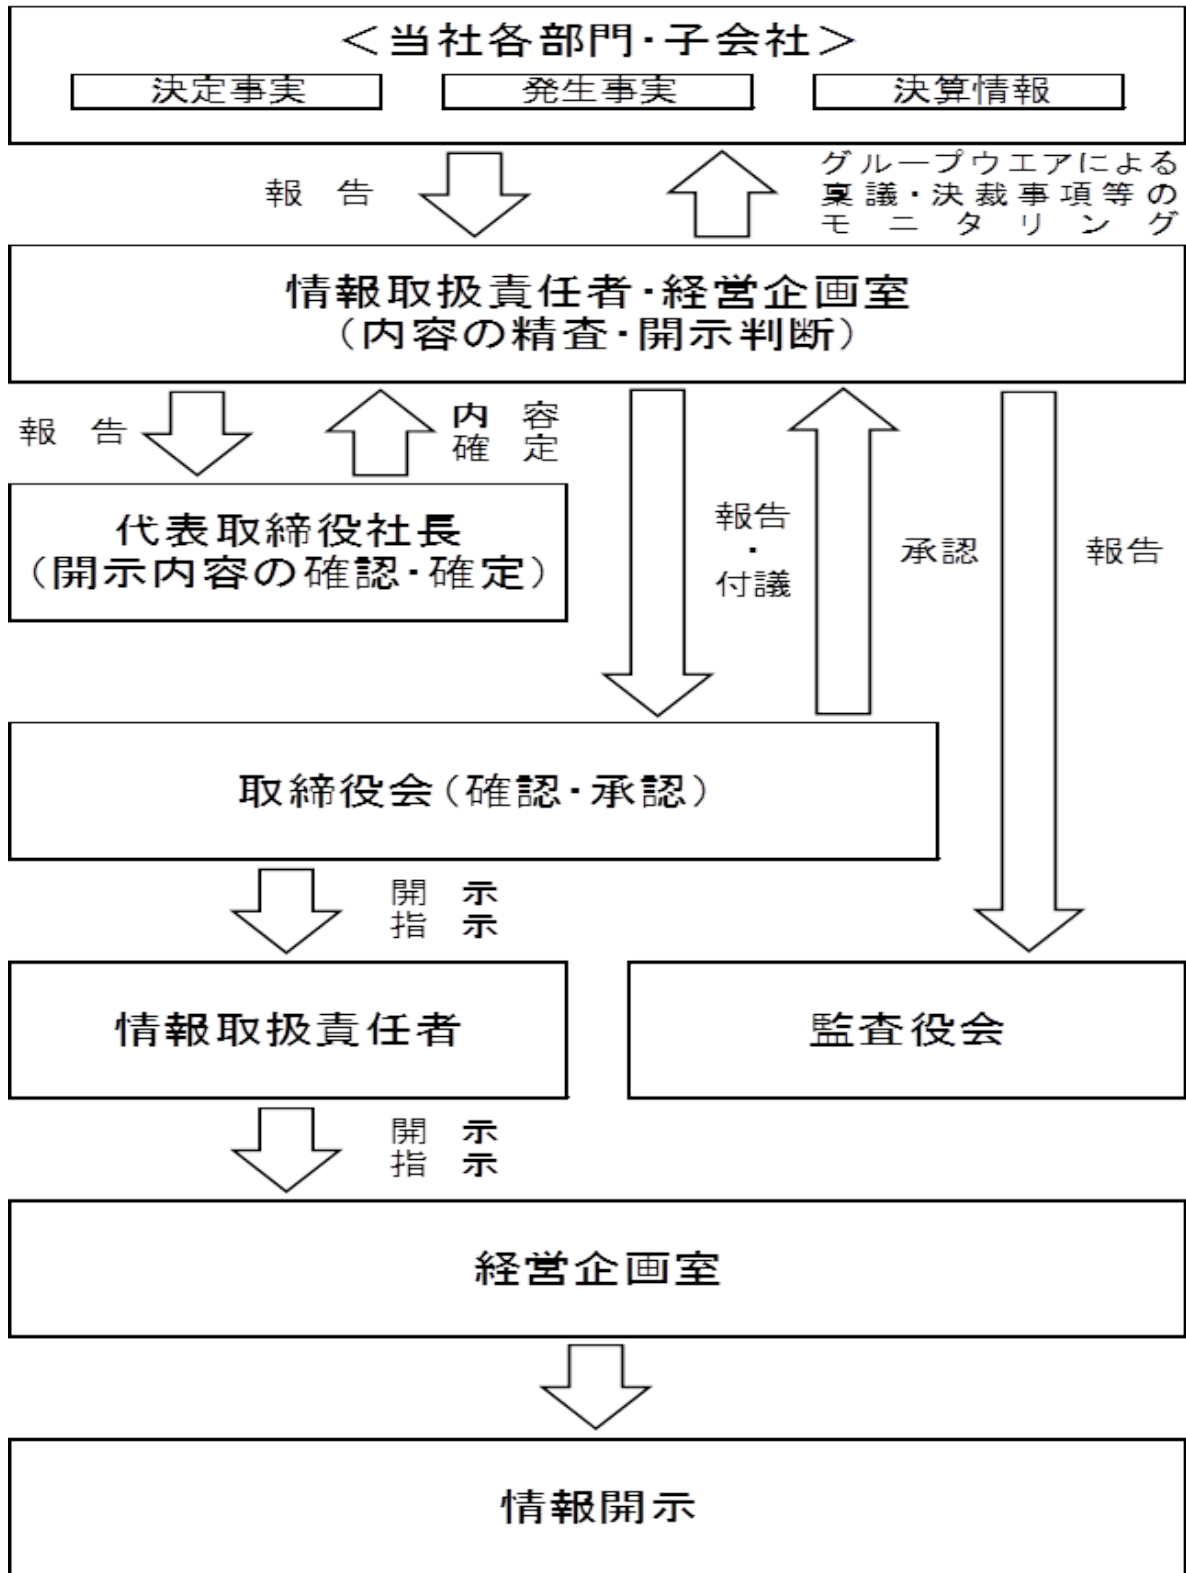 ＜当社各部門・子会社＞
決定事実
発生事実
決算情報
報告
グループウエアによる
稟議・決裁事項等の
モニタリング
情報取扱責任者・経営企画室
（内容の精査・開示判断）
報告
内容
確定
代表取締役社長
（開示内容の確認・確定）
報告
・
付議
承認
報告
取締役会（確認・承認）
開示
指示
情報取扱責任者
監査役会
開示
指示
経営企画室
情報開示